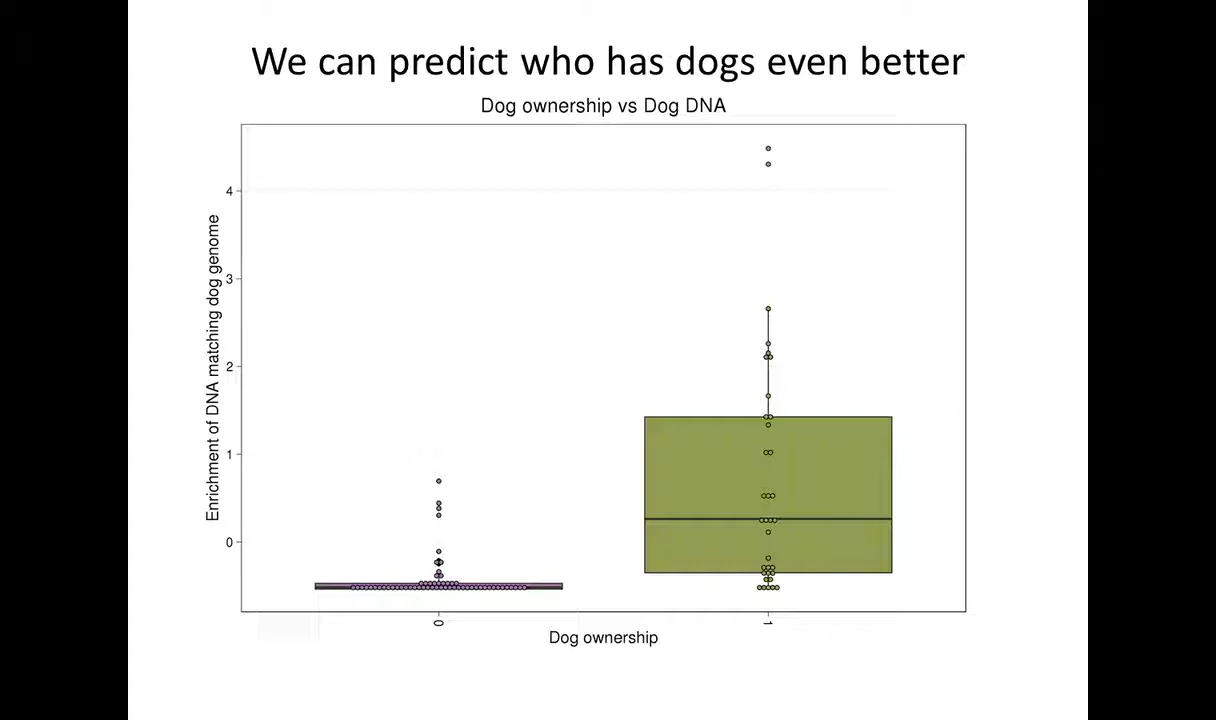 We can predict who has dogs even better
Dog ownership vs Dog DNA
Enrichment of DNA matching dog genome
4
3
2
1
0
0
1
Dog ownership